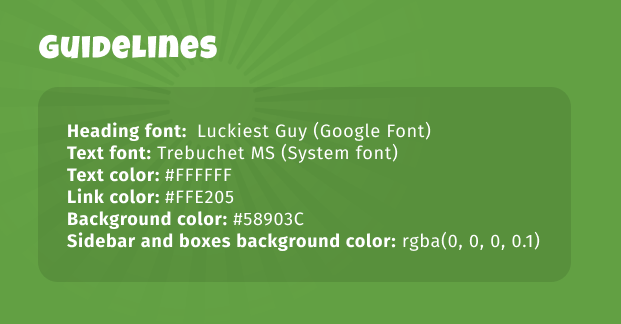 GUIDELINES
Heading font: Luckiest Guy (Google Font)
Text font: Trebuchet MS (System font)
Text color: #FFFFFF
Link color: #FFE205
Background color: #58903C
Sidebar and boxes background color: rgba(0, 0, 0, 0.1)